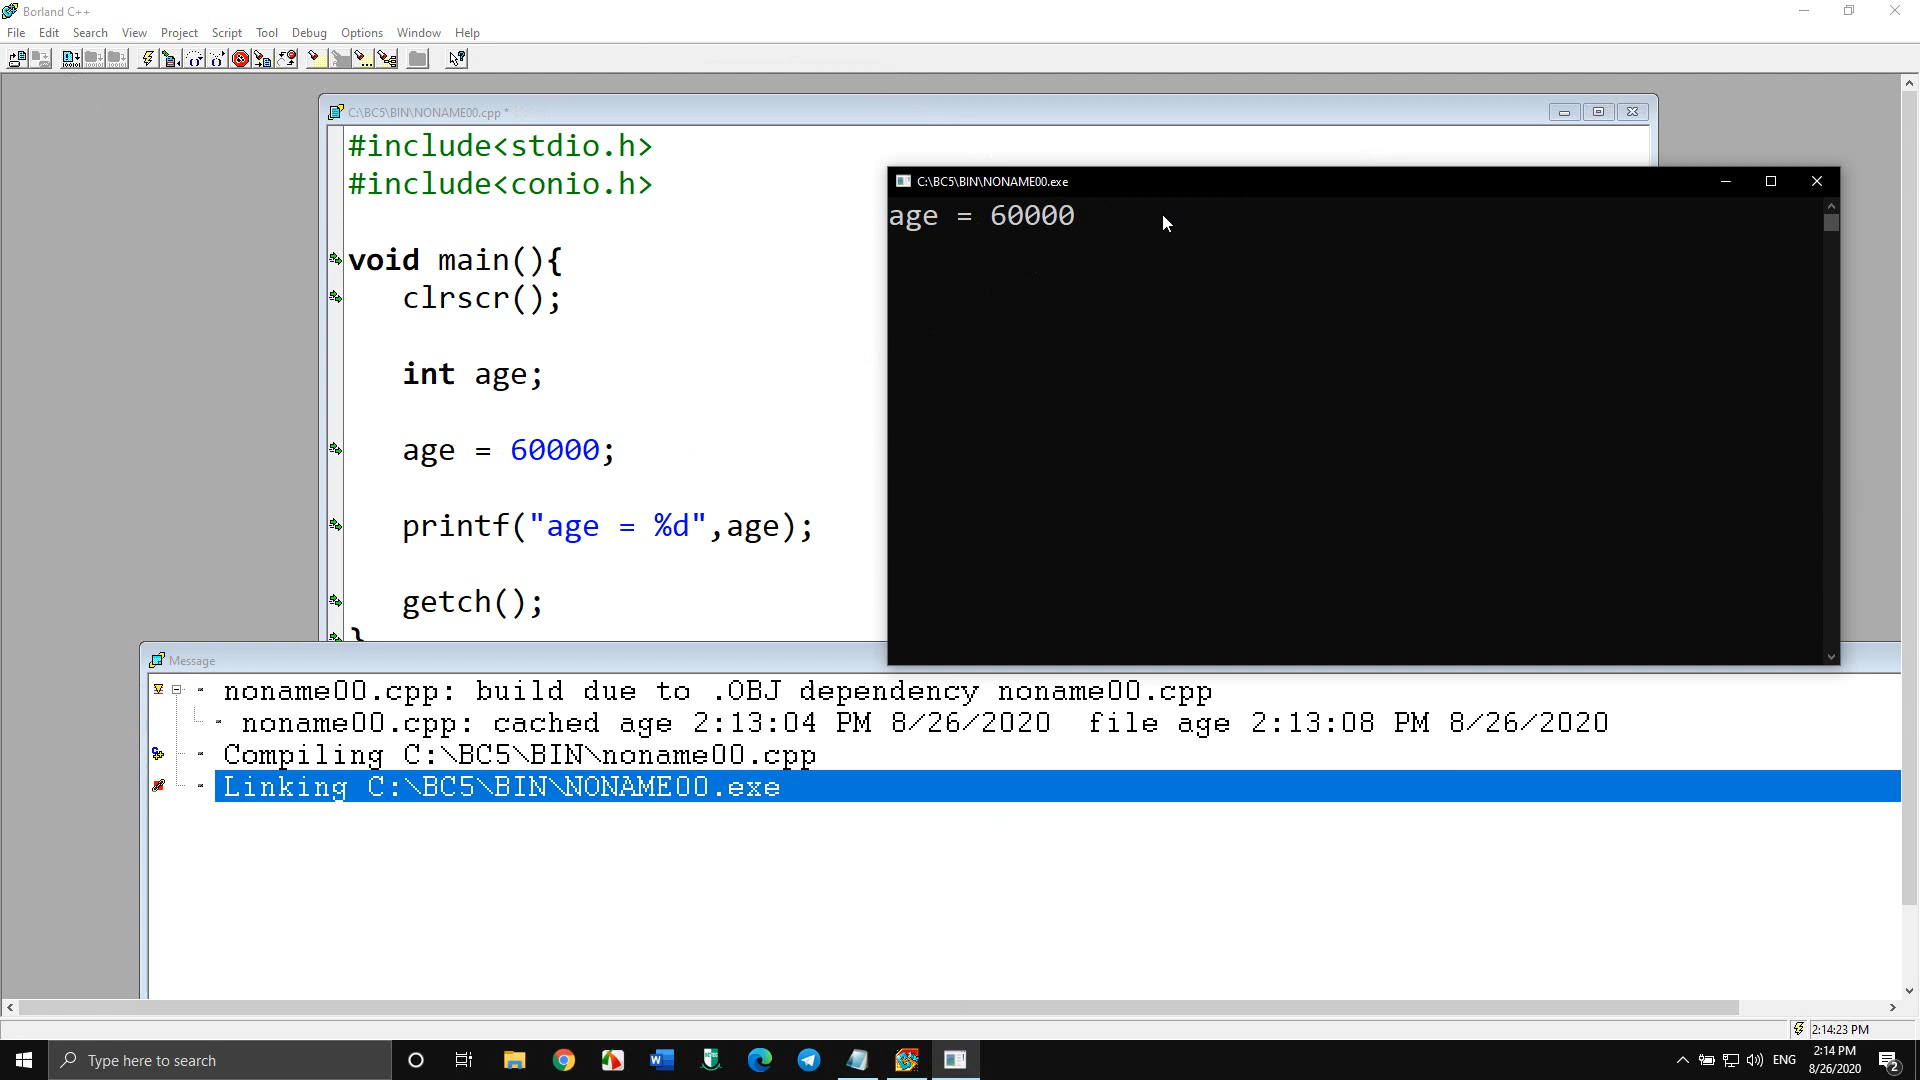 Borland C++
File Edit Search View Project Script Tool Debug Options Window Help
C:\BC5\BIN\NONAME00.cpp *
#include<stdio.h>
#include<conio.h>
void main(){
clrscr();
int age;
age = 60000;
printf("age = %d",age);
getch();
}
C:\BC5\BIN\NONAME00.exe
age = 60000
Message
noname00.cpp: build due to .OBJ dependency noname00.cpp
noname00.cpp: cached age 2:13:04 PM 8/26/2020 file age 2:13:08 PM 8/26/2020
Compiling C:\BC5\BIN\noname00.cpp
Linking C:\BC5\BIN\NONAME00.exe
2:14:23 PM
Type here to search
ENG
2:14 PM
8/26/2020
2